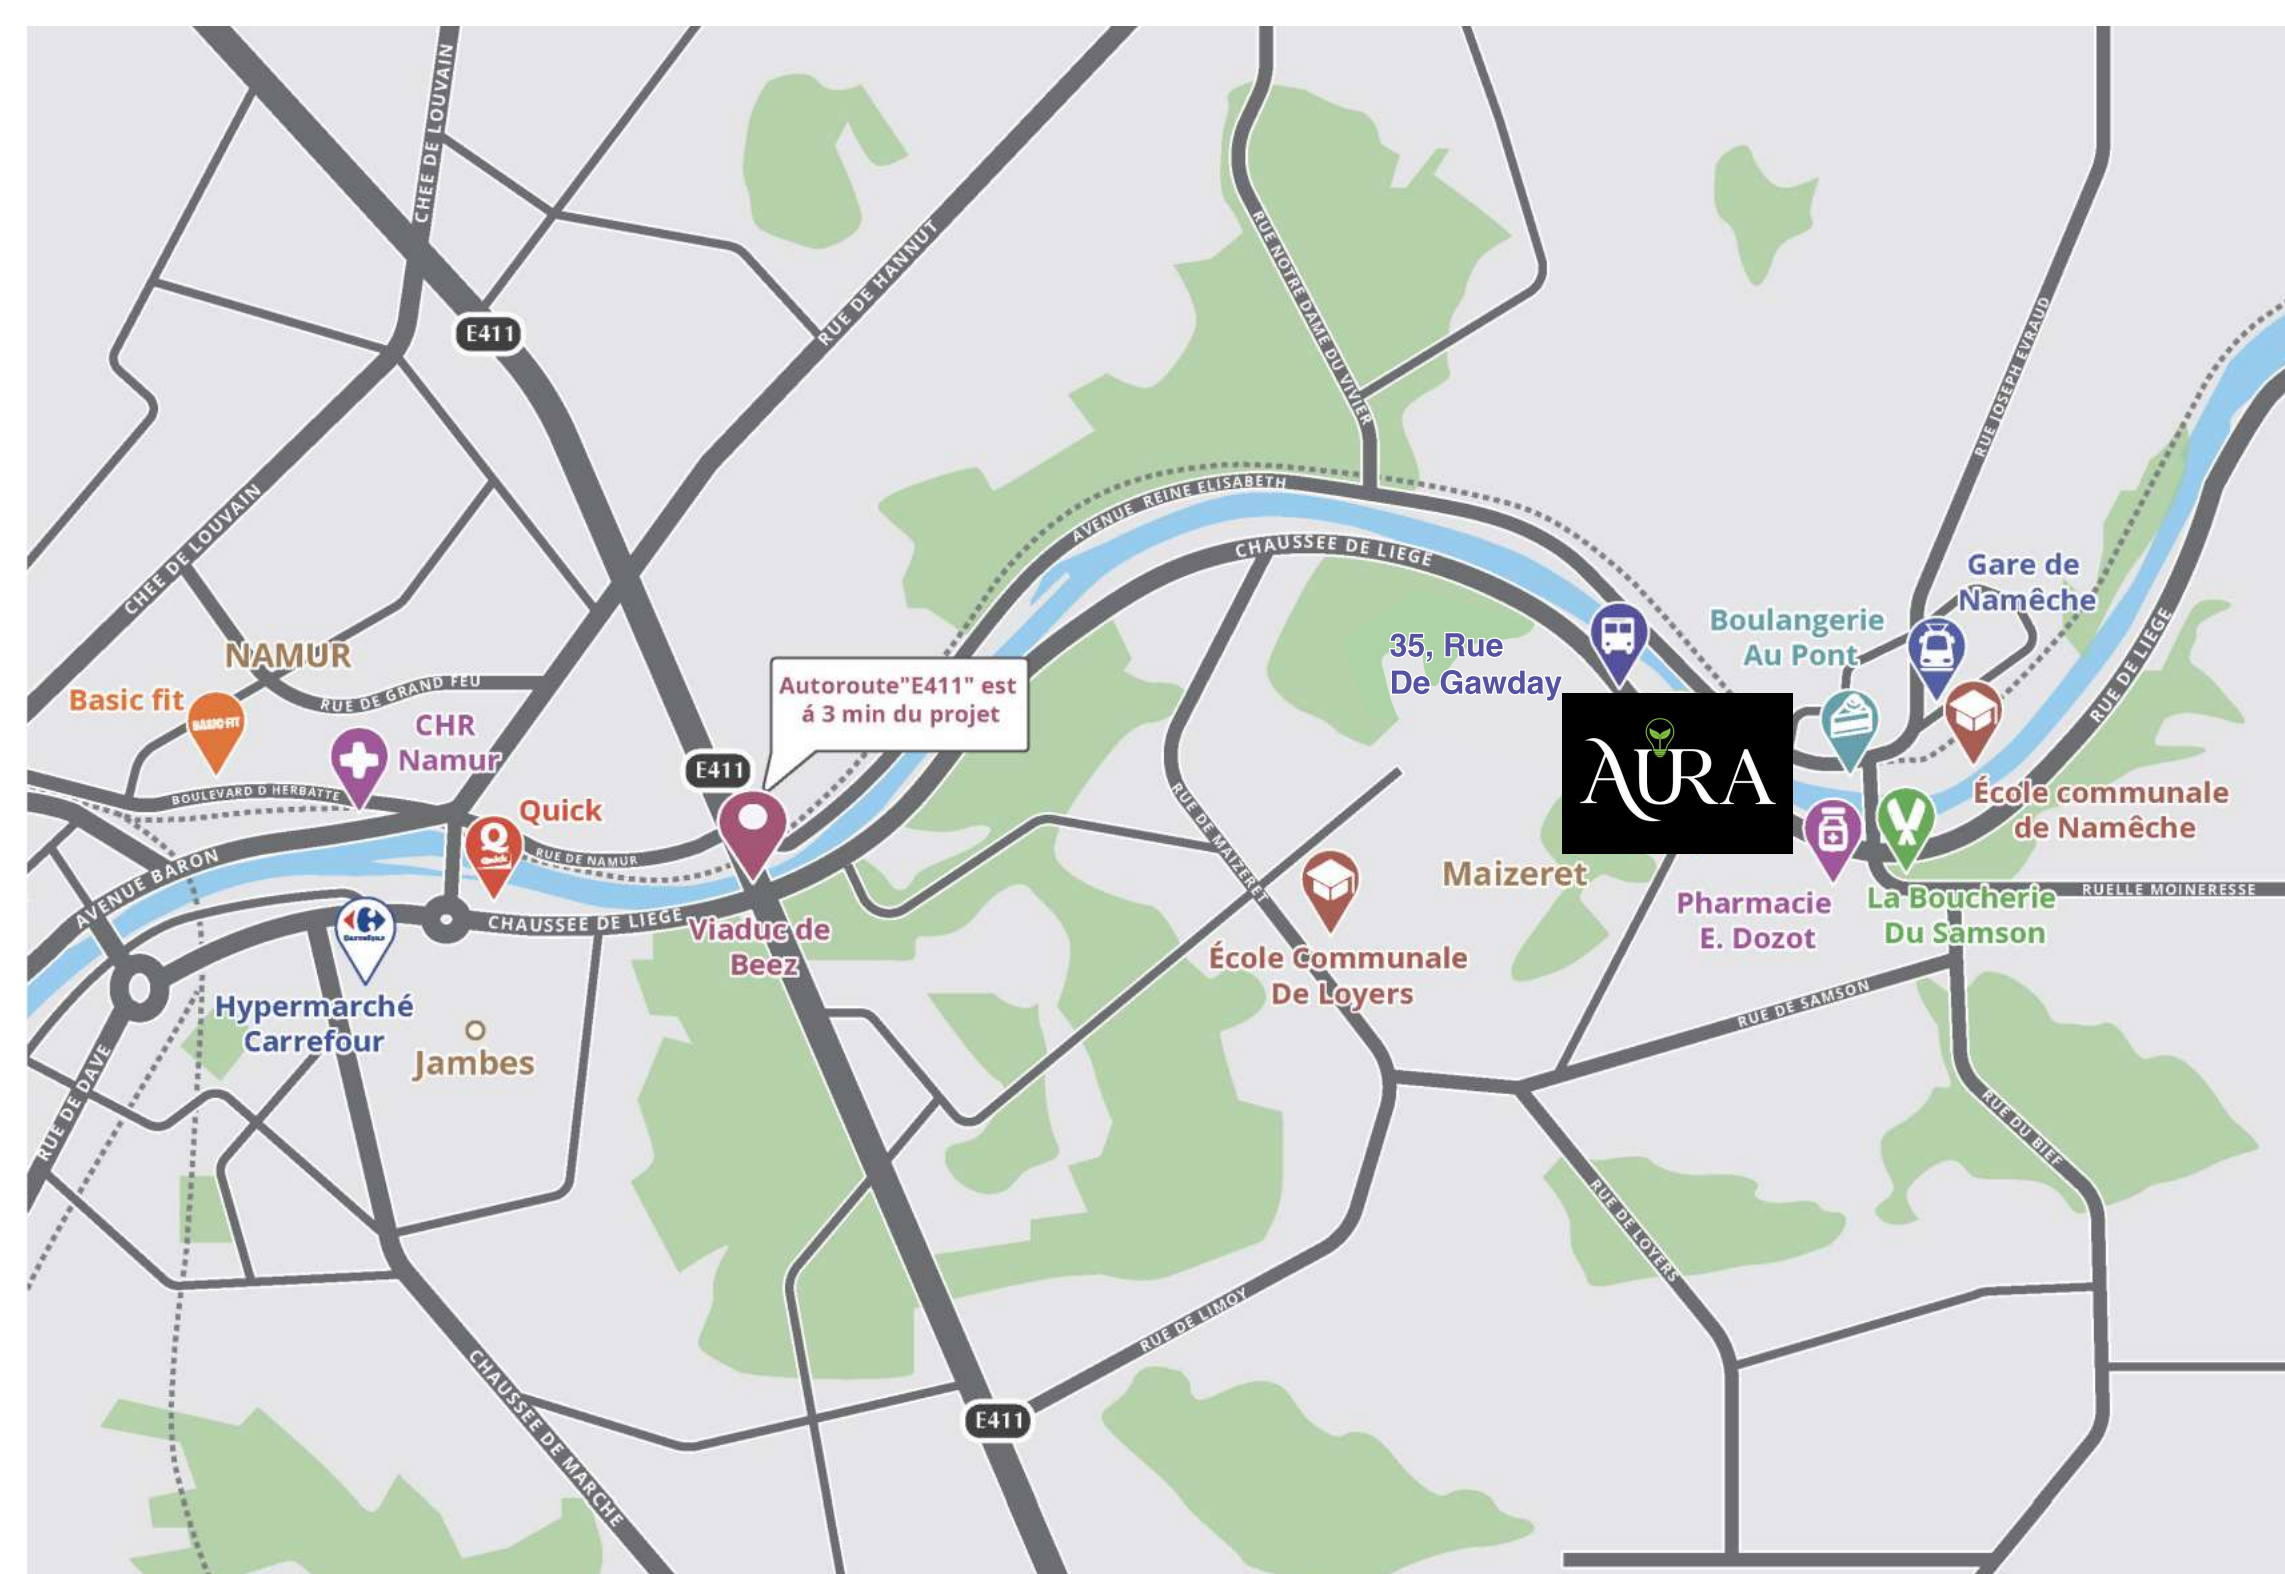 CHEE DE LOUVAIN
E411
RUE DE HANNUT
RUE NOTRE DAME DU VIVIER
RUE JOSEPH EVRAUD
CHEE DE LOUVAIN
AVENUE REINE ELISABETH
CHAUSSEE DE LIEGE
Gare de
Namêche
Boulangerie
Au Pont
35, Rue
De Gawday
RUE DE LIEGE
NAMUR
Basic fit
BASIC-FIT
RUE DE GRAND FEU
CHR
Namur
Autoroute"E411" est
á 3 min du projet
E411
BOULEVARD D HERBATTE
Quick
Q
Quick
RUE DE NAMUR
RUE DE MAIZERET
AURA
École communale
de Namêche
AVENUE BARON
Carrefour
CHAUSSEE DE LIEGE
Viaduc de
Beez
Maizeret
Pharmacie
E. Dozot
La Boucherie
Du Samson
RUELLE MOINERESSE
École Communale
De Loyers
Hypermarché
Carrefour
Jambes
RUE DE DAVE
RUE DE SAMSON
RUE DU BIEF
RUE DE LOYERS
RUE DE LIMOY
CHAUSSEE DE MARCHE
E411